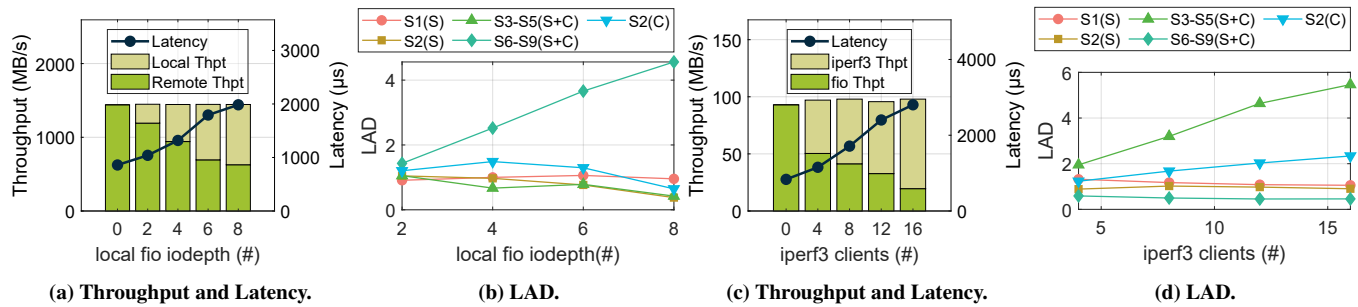 Throughput (MB/s)
2000
1000
0
Latency
Local Thpt
Remote Thpt
3000
2000
1000
0
Latency (μs)
0 2 4 6 8
local fio iodepth (#)
(a) Throughput and Latency.
S1(S) S3-S5(S+C) S2(C)
S2(S) S6-S9(S+C)
LAD
4
2
0
2 4 6 8
local fio iodepth(#)
(b) LAD.
Throughput (MB/s)
150
100
50
0
Latency
iperf3 Thpt
fio Thpt
4000
2000
0
Latency (μs)
0 4 8 12 16
iperf3 clients (#)
(c) Throughput and Latency.
S1(S) S3-S5(S+C) S2(C)
S2(S) S6-S9(S+C)
LAD
6
4
2
0
5 10 15
iperf3 clients (#)
(d) LAD.